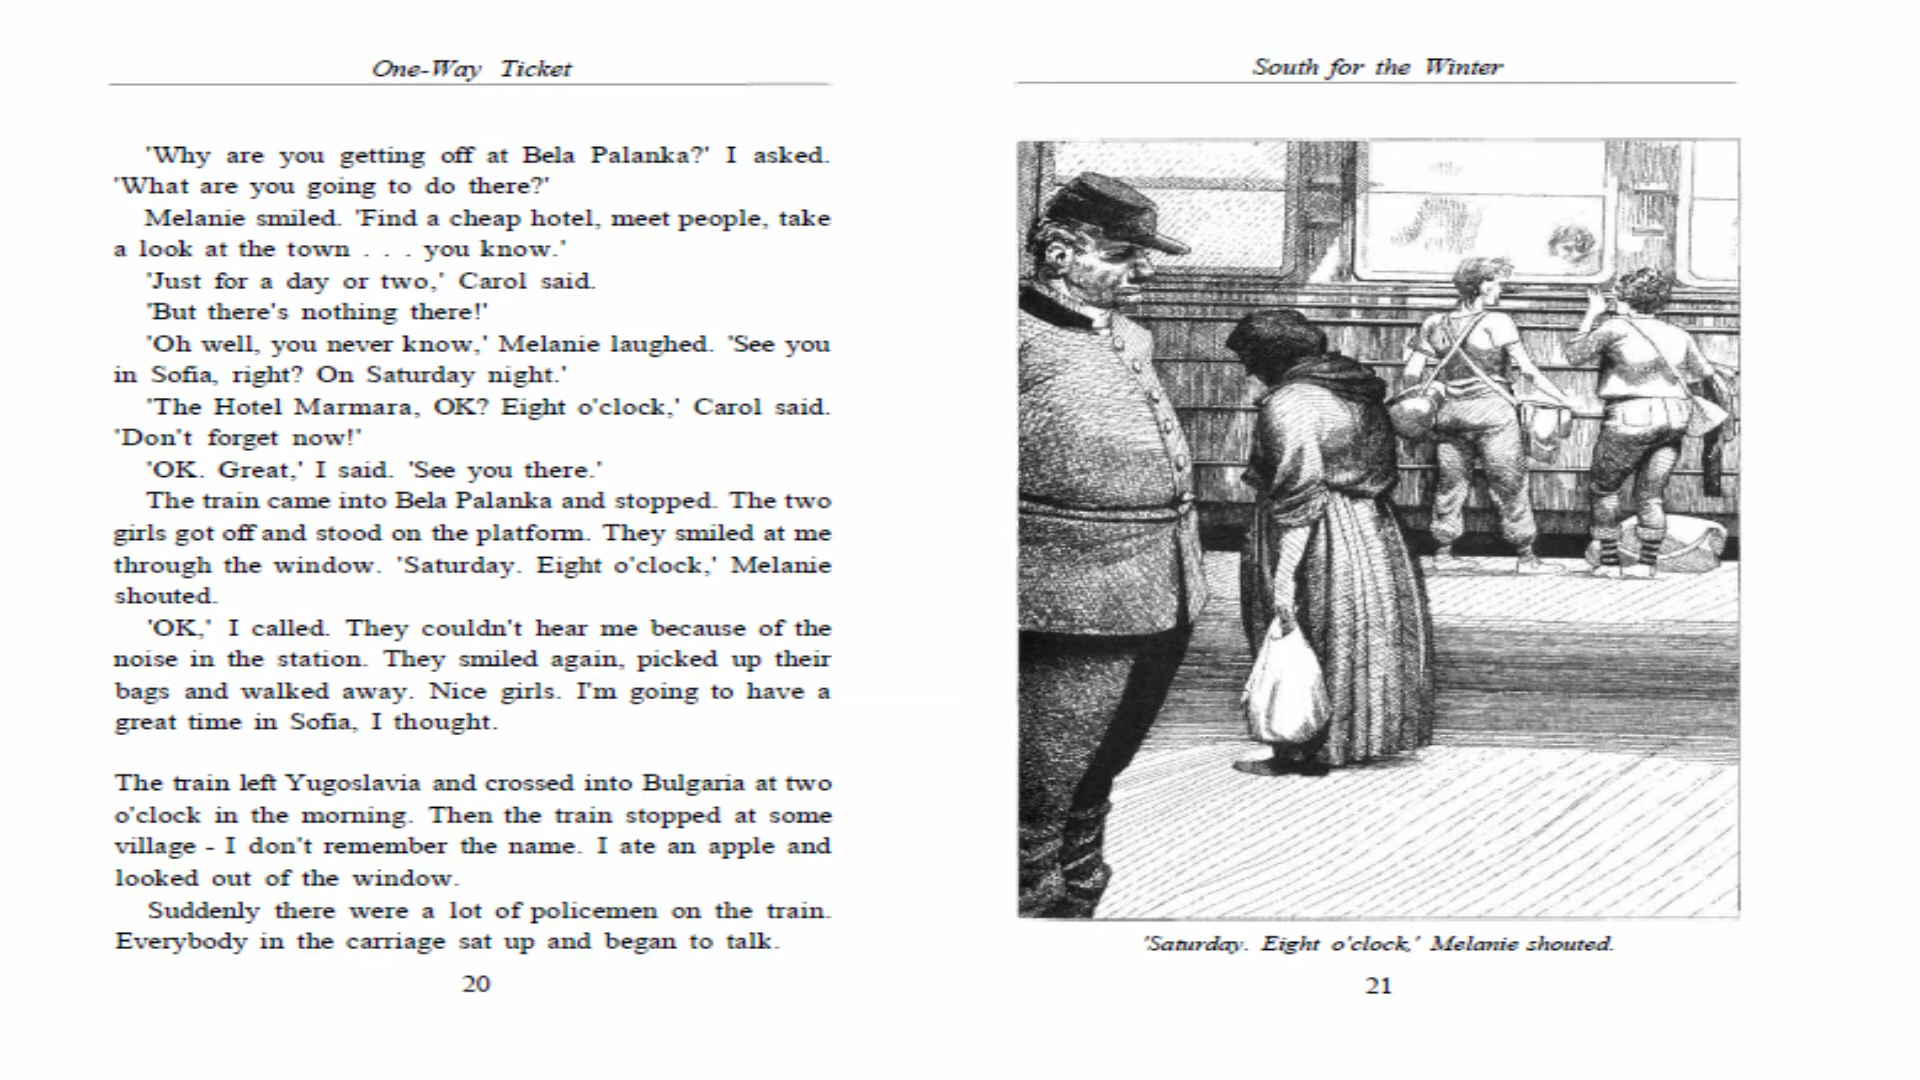 One-Way Ticket
'Why are you getting off at Bela Palanka?' I asked.
'What are you going to do there?'
Melanie smiled. 'Find a cheap hotel, meet people, take
a look at the town . . . you know.'
'Just for a day or two,' Carol said.
'But there's nothing there!'
'Oh well, you never know,' Melanie laughed. 'See you
in Sofia, right? On Saturday night.'
'The Hotel Marmara, OK? Eight o'clock,' Carol said.
'Don't forget now!'
'OK. Great,' I said. 'See you there.'
The train came into Bela Palanka and stopped. The two
girls got off and stood on the platform. They smiled at me
through the window. 'Saturday. Eight o'clock,' Melanie
shouted.
'OK,' I called. They couldn't hear me because of the
noise in the station. They smiled again, picked up their
bags and walked away. Nice girls. I'm going to have a
great time in Sofia, I thought.
The train left Yugoslavia and crossed into Bulgaria at two
o'clock in the morning. Then the train stopped at some
village - I don't remember the name. I ate an apple and
looked out of the window.
Suddenly there were a lot of policemen on the train.
Everybody in the carriage sat up and began to talk.
20
South for the Winter
'Saturday. Eight o'clock,' Melanie shouted.
21